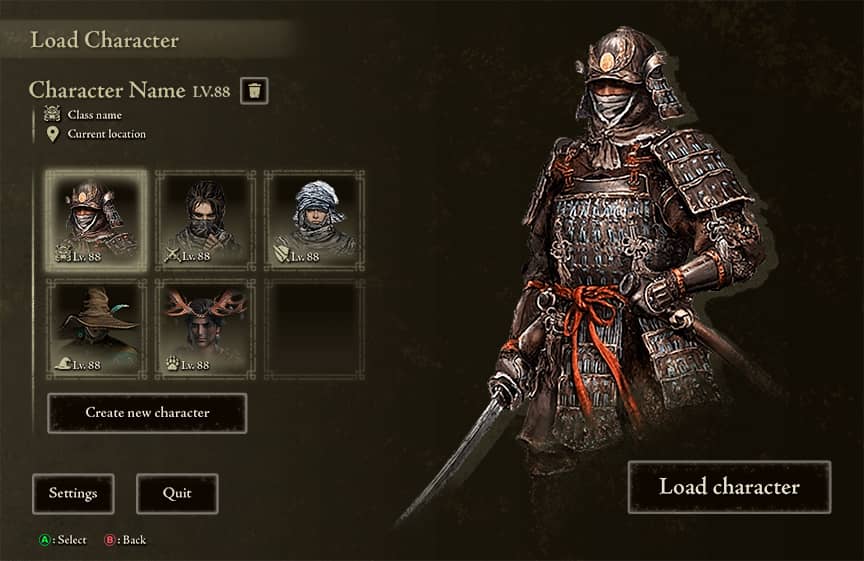 Load Character
Character Name LV.88
Class name
Current location
Lv. 88
Lv. 88
Lv. 88
Lv. 88
Lv. 88
Create new character
Settings
Quit
Load character
A : Select
B : Back